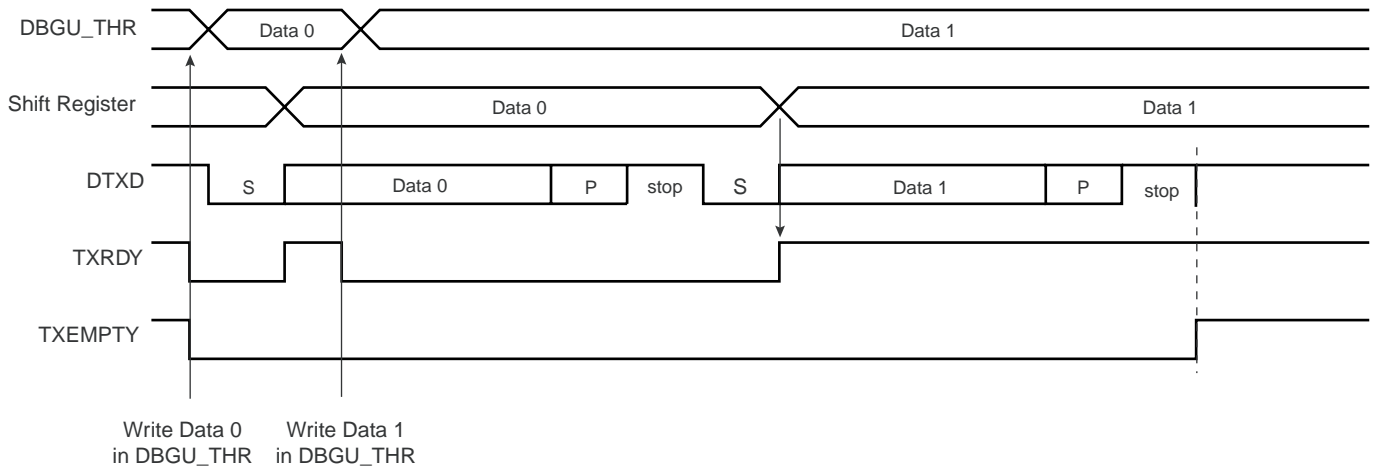 DBGU_THR
Data 0
Data 1
Shift Register
Data 0
Data 1
DTXD
S
Data 0
P
stop
S
Data 1
P
stop
TXRDY
TXEMPTY
Write Data 0
in DBGU_THR
Write Data 1
in DBGU_THR